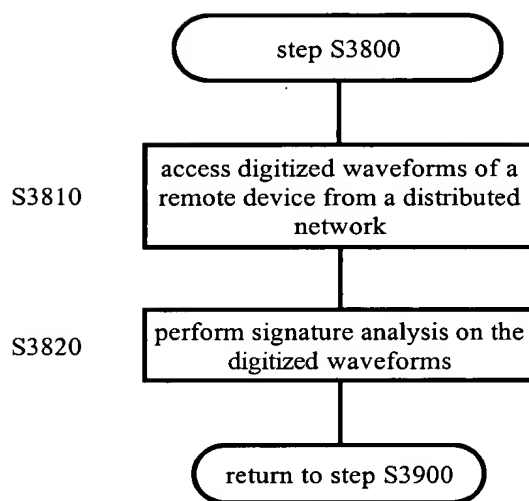 step S3800
S3810
access digitized waveforms of a
remote device from a distributed
network
S3820
perform signature analysis on the
digitized waveforms
return to step S3900